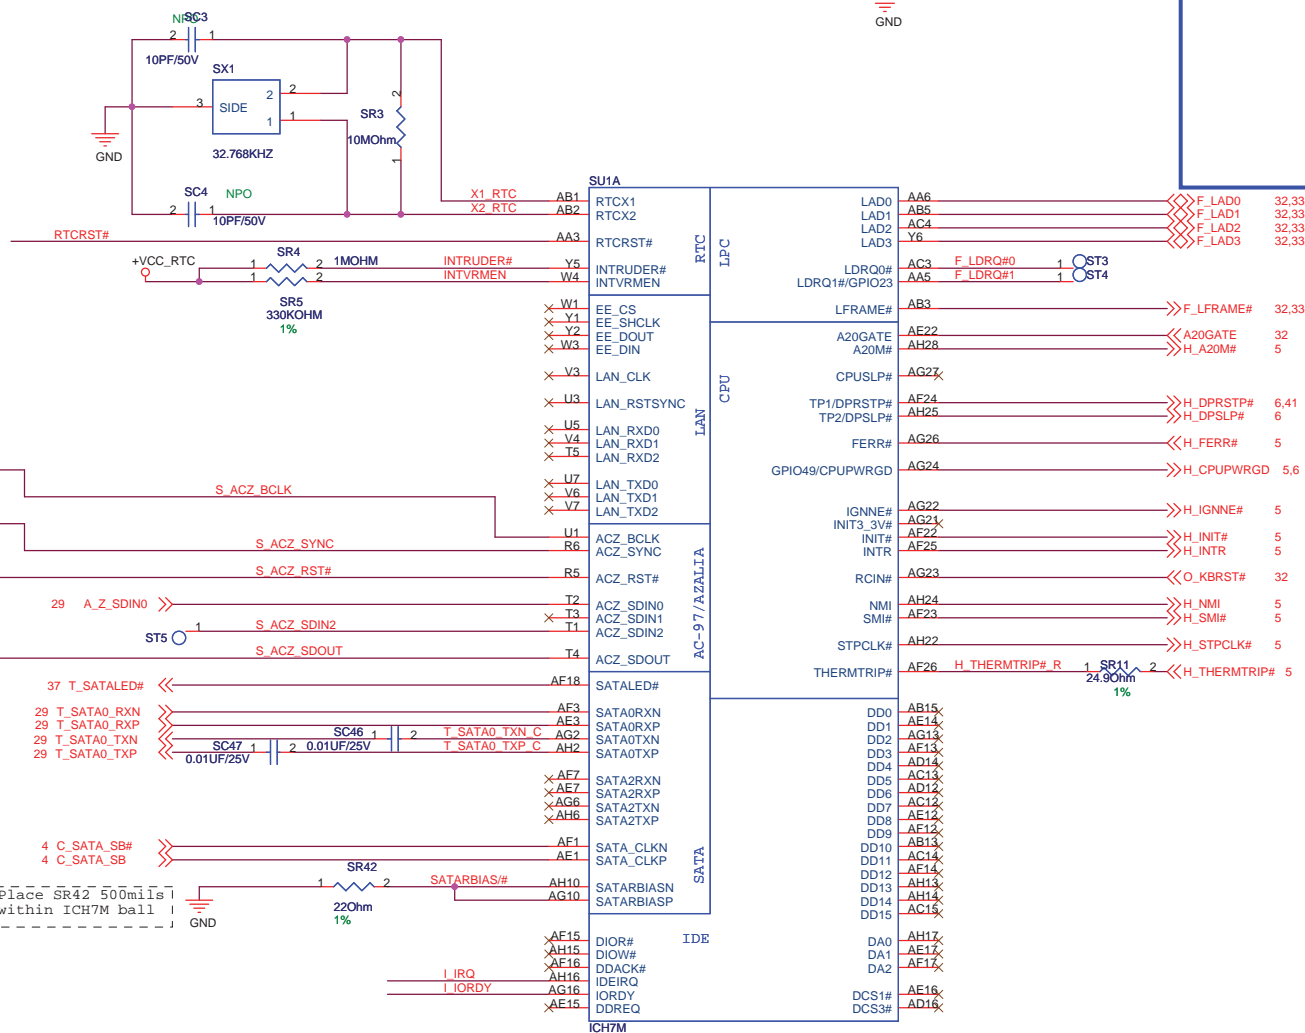 GND
NPO
SC3
2 1
10PF/50V
SX1
3 SIDE 2 2
1 1
GND
32.768KHZ
SR3
2
10MOhm
1
SC4 NPO
2 1
10PF/50V
SU1A
X1_RTC AB1 RTCX1
X2_RTC AB2 RTCX2
RTCRST# AA3 RTCRST#
+VCC_RTC
SR4
1 2 1MOHM INTRUDER# Y5 INTRUDER#
1 2 INTVRMEN W4 INTVRMEN
SR5
330KOHM
1%
RTC
LPC
LAD0 AA6 F_LAD0 32,33
LAD1 AB5 F_LAD1 32,33
LAD2 AC4 F_LAD2 32,33
LAD3 Y6 F_LAD3 32,33
LDRQ0# AC3 F_LDRQ#0 1 ST3
LDRQ1#/GPIO23 AA5 F_LDRQ#1 1 ST4
LFRAME# AB3 F_LFRAME# 32,33
W1 EE_CS
Y1 EE_SHCLK
Y2 EE_DOUT
W3 EE_DIN
V3 LAN_CLK
U3 LAN_RSTSYNC
U5 LAN_RXD0
V4 LAN_RXD1
T5 LAN_RXD2
U7 LAN_TXD0
V6 LAN_TXD1
V7 LAN_TXD2
LAN
CPU
A20GATE AE22 A20GATE 32
A20M# AH28 H_A20M# 5
CPUSLP# AG27
TP1/DPRSTP# AF24 H_DPRSTP# 6,41
TP2/DPSLP# AH25 H_DPSLP# 6
FERR# AG26 H_FERR# 5
GPIO49/CPUPWRGD AG24 H_CPUPWRGD 5,6
IGNNE# AG22 H_IGNNE# 5
INIT3_3V# AG21
INIT# AF22 H_INIT# 5
INTR AF25 H_INTR 5
RCIN# AG23 O_KBRST# 32
NMI AH24 H_NMI 5
SMI# AF23 H_SMI# 5
STPCLK# AH22 H_STPCLK# 5
THERMTRIP# AF26 H_THERMTRIP#_R 1 SR11 2 H_THERMTRIP# 5
24.9Ohm
1%
S_ACZ_BCLK U1 ACZ_BCLK
S_ACZ_SYNC R6 ACZ_SYNC
S_ACZ_RST# R5 ACZ_RST#
29 A_Z_SDIN0 T2 ACZ_SDIN0
T3 ACZ_SDIN1
ST5 1 S_ACZ_SDIN2 T1 ACZ_SDIN2
S_ACZ_SDOUT T4 ACZ_SDOUT
AC-97/AZALIA
37 T_SATALED# AF18 SATALED#
29 T_SATA0_RXN AF3 SATA0RXN
29 T_SATA0_RXP AE3 SATA0RXP
29 T_SATA0_TXN SC46 1 2 T_SATA0_TXN_C AG2 SATA0TXN
0.01UF/25V
29 T_SATA0_TXP SC47 1 2 T_SATA0_TXP_C AH2 SATA0TXP
0.01UF/25V
AF7 SATA2RXN
AE7 SATA2RXP
AG6 SATA2TXN
AH6 SATA2TXP
4 C_SATA_SB# AF1 SATA_CLKN
4 C_SATA_SB AE1 SATA_CLKP
SR42
1 2 SATARBIAS/# AH10 SATARBIASN
AG10 SATARBIASP
22Ohm
1%
GND
Place SR42 500mils
within ICH7M ball
SATA
IDE
DD0 AB15
DD1 AE14
DD2 AG13
DD3 AF13
DD4 AD14
DD5 AC13
DD6 AD12
DD7 AC12
DD8 AE12
DD9 AF12
DD10 AB13
DD11 AC14
DD12 AF14
DD13 AH13
DD14 AH14
DD15 AC15
AF15 DIOR#
AH15 DIOW#
AF16 DDACK#
I_IRQ AH16 IDEIRQ
I_IORDY AG16 IORDY
AE15 DDREQ
DA0 AH17
DA1 AE17
DA2 AF17
DCS1# AE16
DCS3# AD16
ICH7M